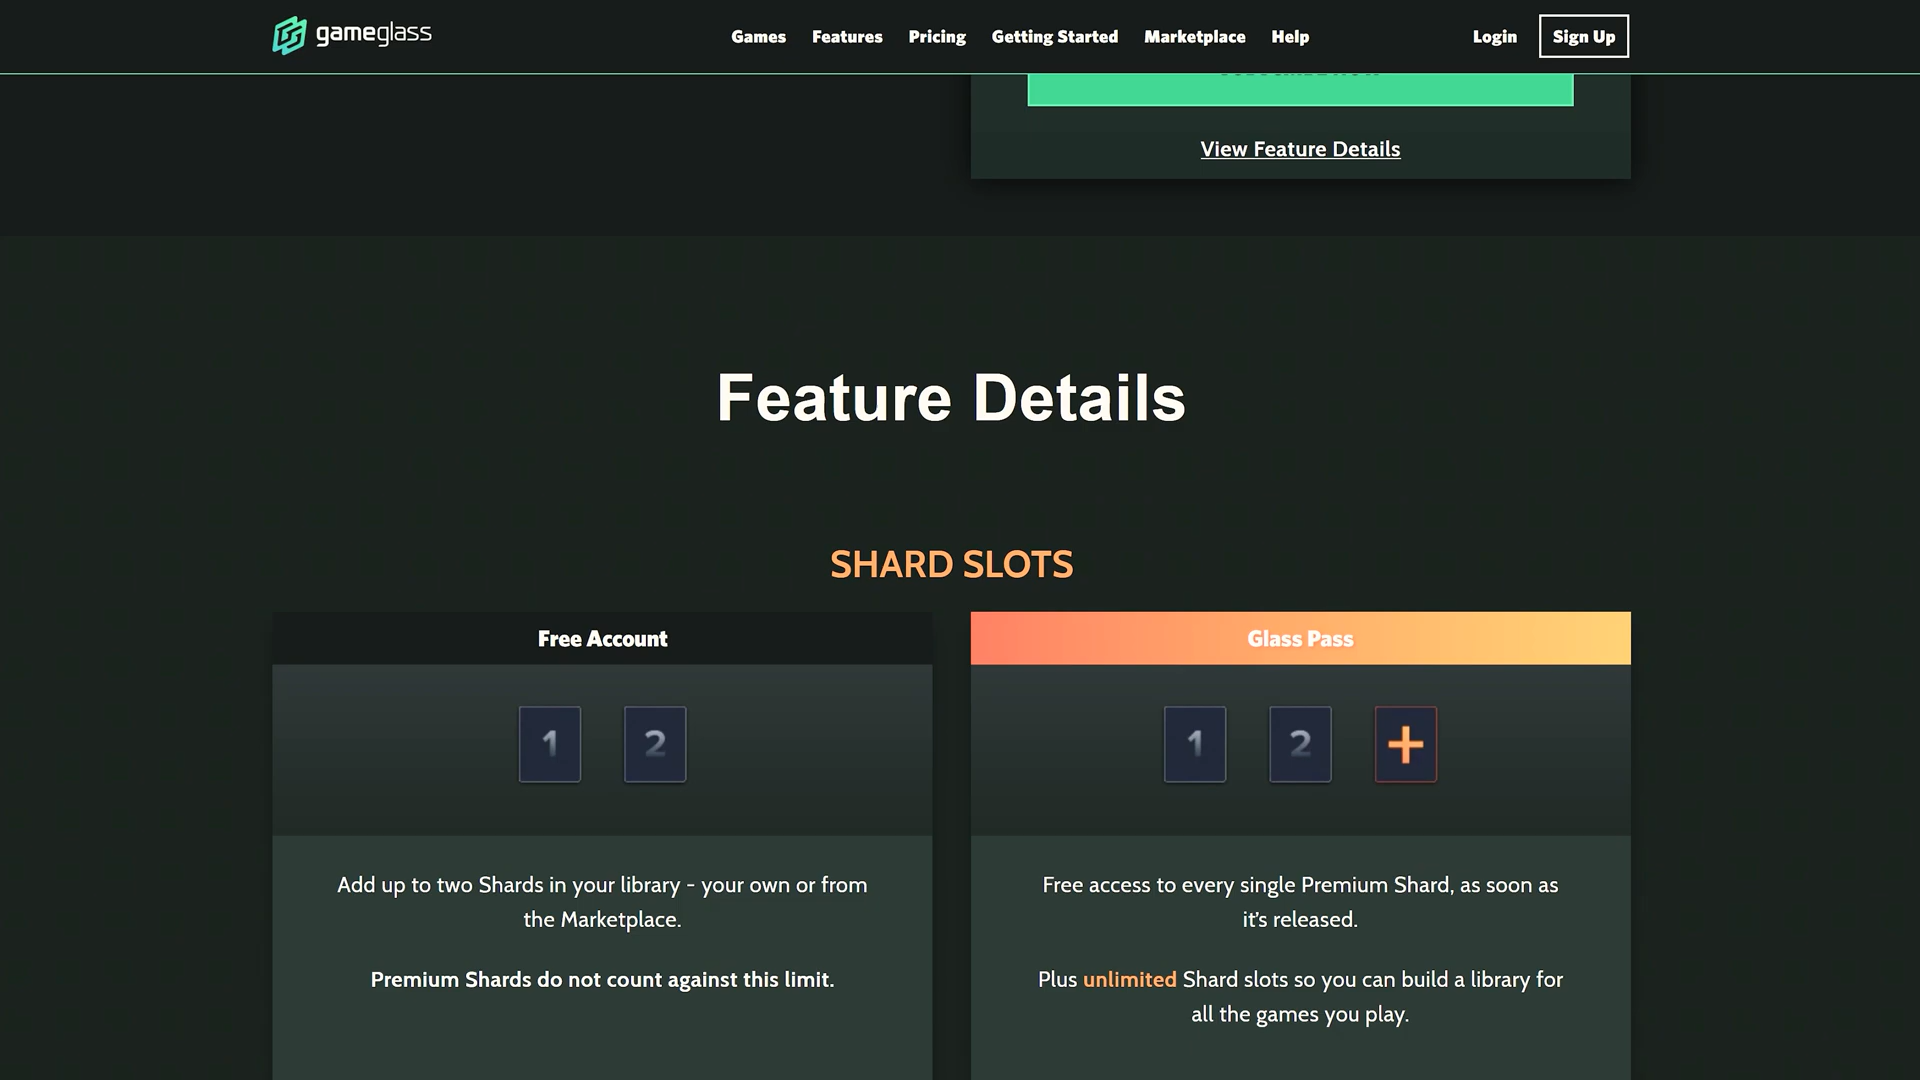 gameglass
Games Features Pricing Getting Started Marketplace Help
Login Sign Up
View Feature Details
Feature Details
SHARD SLOTS
Free Account
1 2
Add up to two Shards in your library - your own or from
the Marketplace.
Premium Shards do not count against this limit.
Glass Pass
1 2 +
Free access to every single Premium Shard, as soon as
it's released.
Plus unlimited Shard slots so you can build a library for
all the games you play.